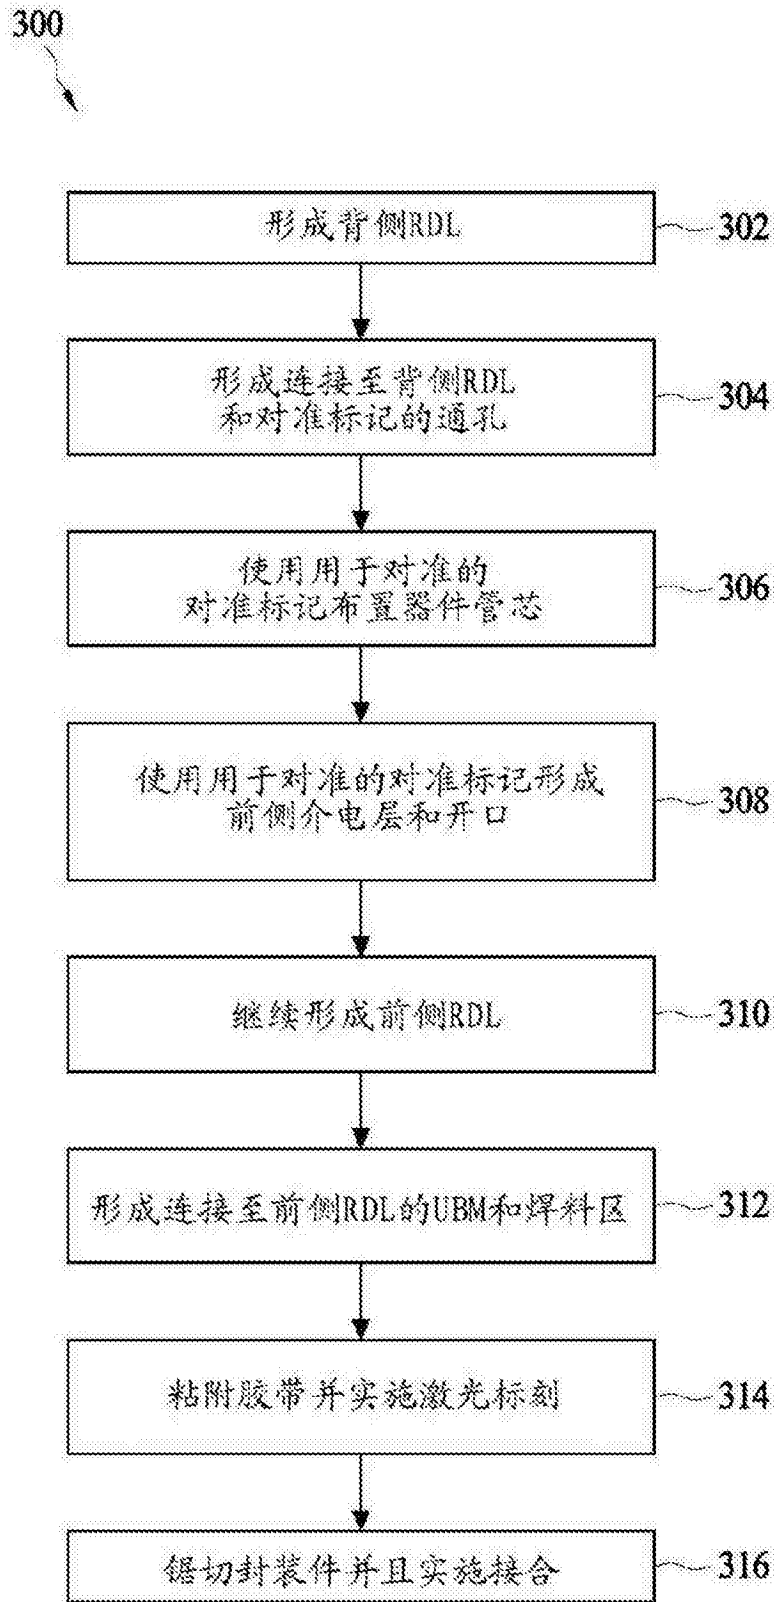 300
形成背侧RDL
302
形成连接至背侧RDL
和对准标记的通孔
304
使用用于对准的
对准标记布置器件管芯
306
使用用于对准的对准标记形成
前侧介电层和开口
308
继续形成前侧RDL
310
形成连接至前侧RDL的UBM和焊料区
312
粘附胶带并实施激光标刻
314
锯切封装件并且实施接合
316